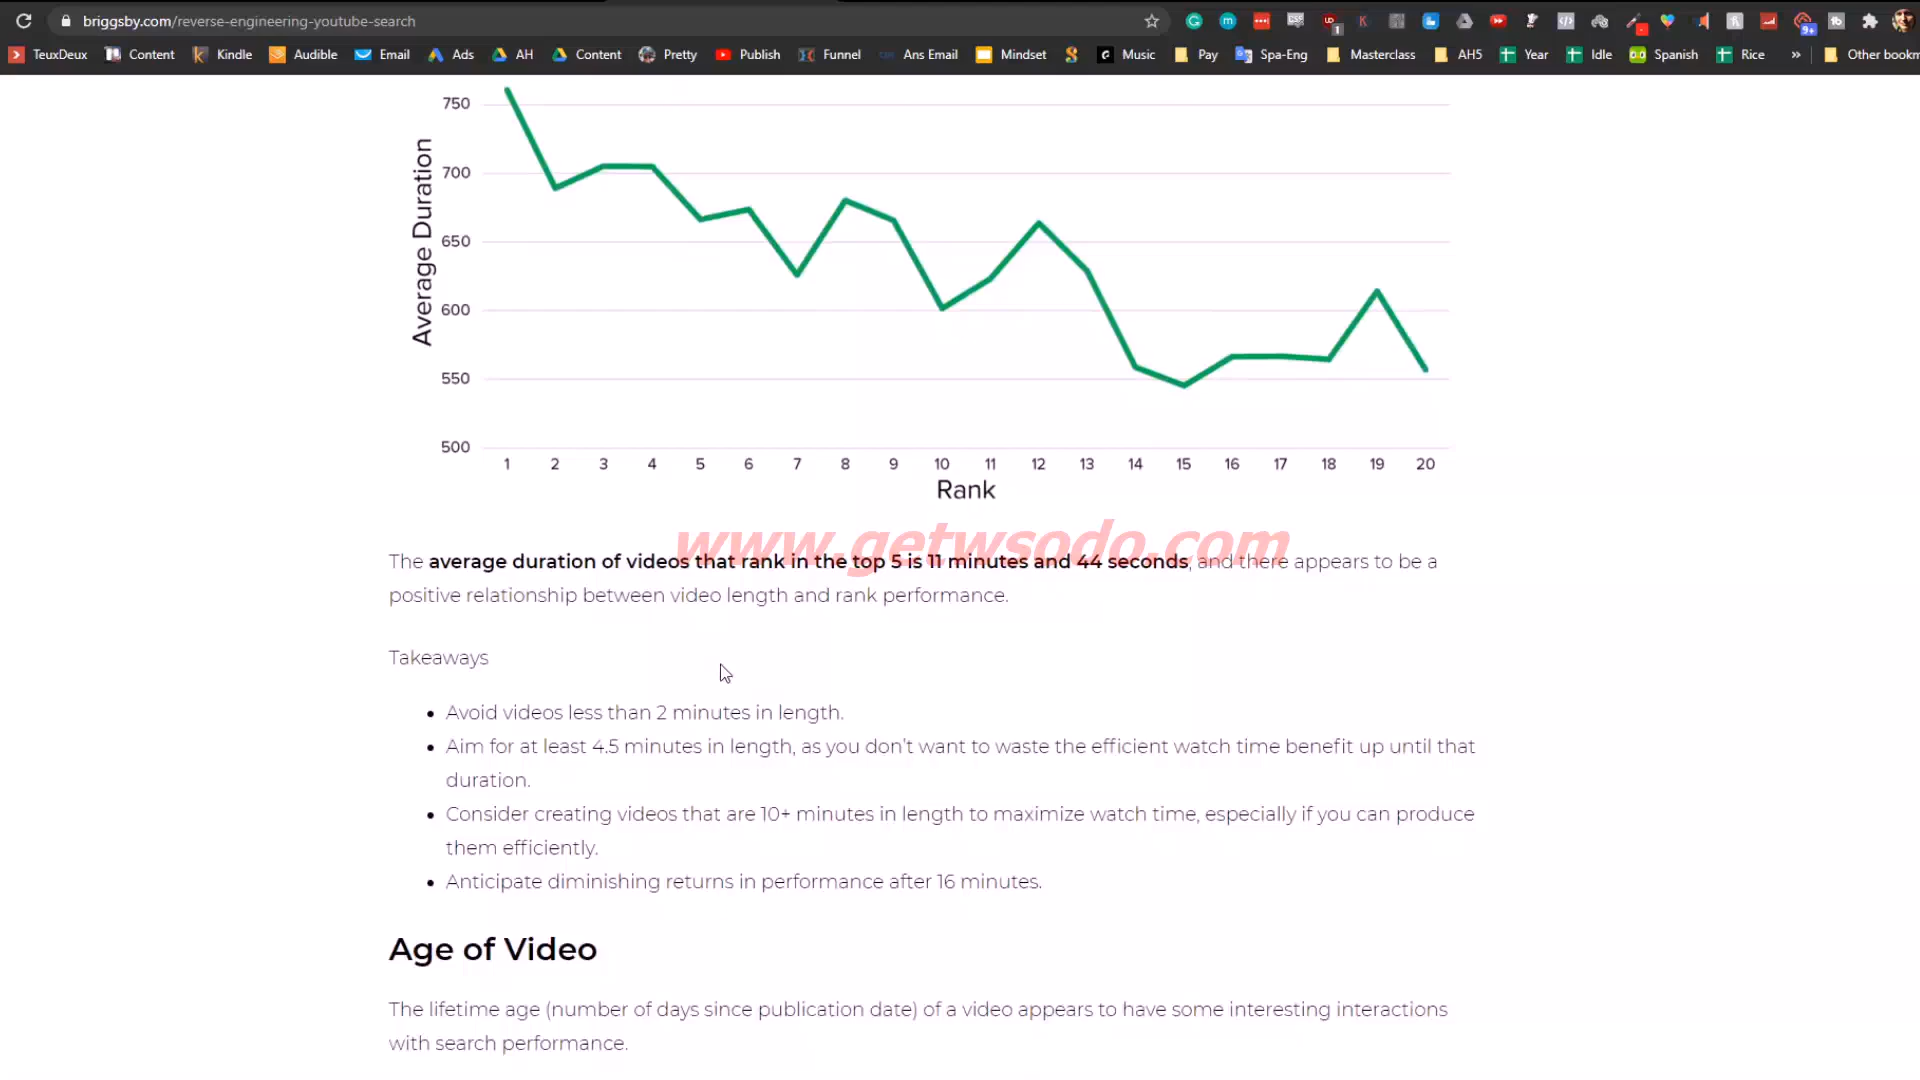 briggsby.com/reverse-engineering-youtube-search
TeuxDeux Content Kindle Audible Email Ads AH Content Pretty Publish Funnel Ans Email Mindset Music Pay Spa-Eng Masterclass AH5 Year Idle Spanish Rice » Other bookm
750
700
650
600
550
500
Average Duration
1 2 3 4 5 6 7 8 9 10 11 12 13 14 15 16 17 18 19 20
Rank
www.getwsodo.com
The average duration of videos that rank in the top 5 is 11 minutes and 44 seconds, and there appears to be a
positive relationship between video length and rank performance.
Takeaways
• Avoid videos less than 2 minutes in length.
• Aim for at least 4.5 minutes in length, as you don't want to waste the efficient watch time benefit up until that
duration.
• Consider creating videos that are 10+ minutes in length to maximize watch time, especially if you can produce
them efficiently.
• Anticipate diminishing returns in performance after 16 minutes.
Age of Video
The lifetime age (number of days since publication date) of a video appears to have some interesting interactions
with search performance.